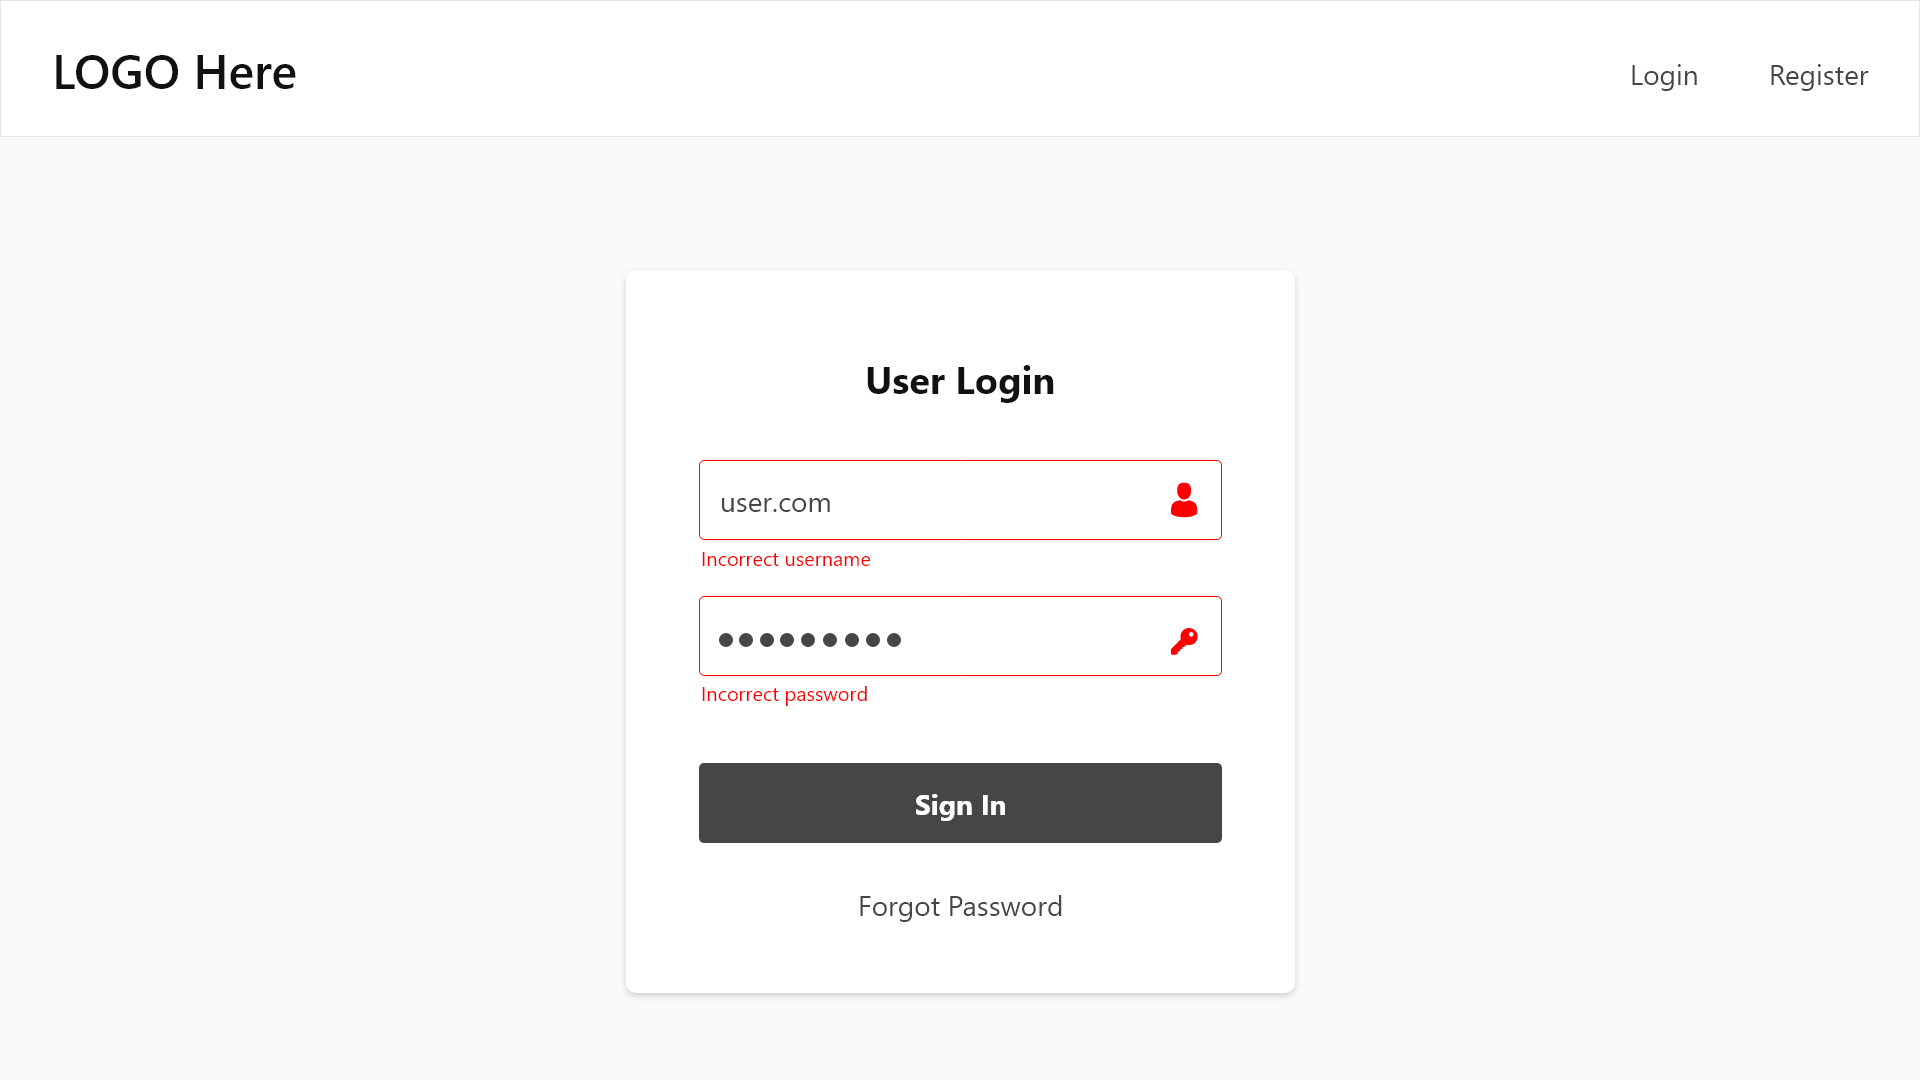 LOGO Here
Login
Register
User Login
user.com
Incorrect username
Incorrect password
Sign In
Forgot Password